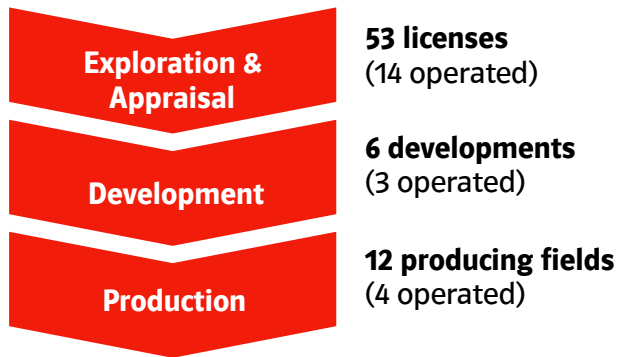 Exploration &
Appraisal
53 licenses
(14 operated)
Development
6 developments
(3 operated)
Production
12 producing fields
(4 operated)